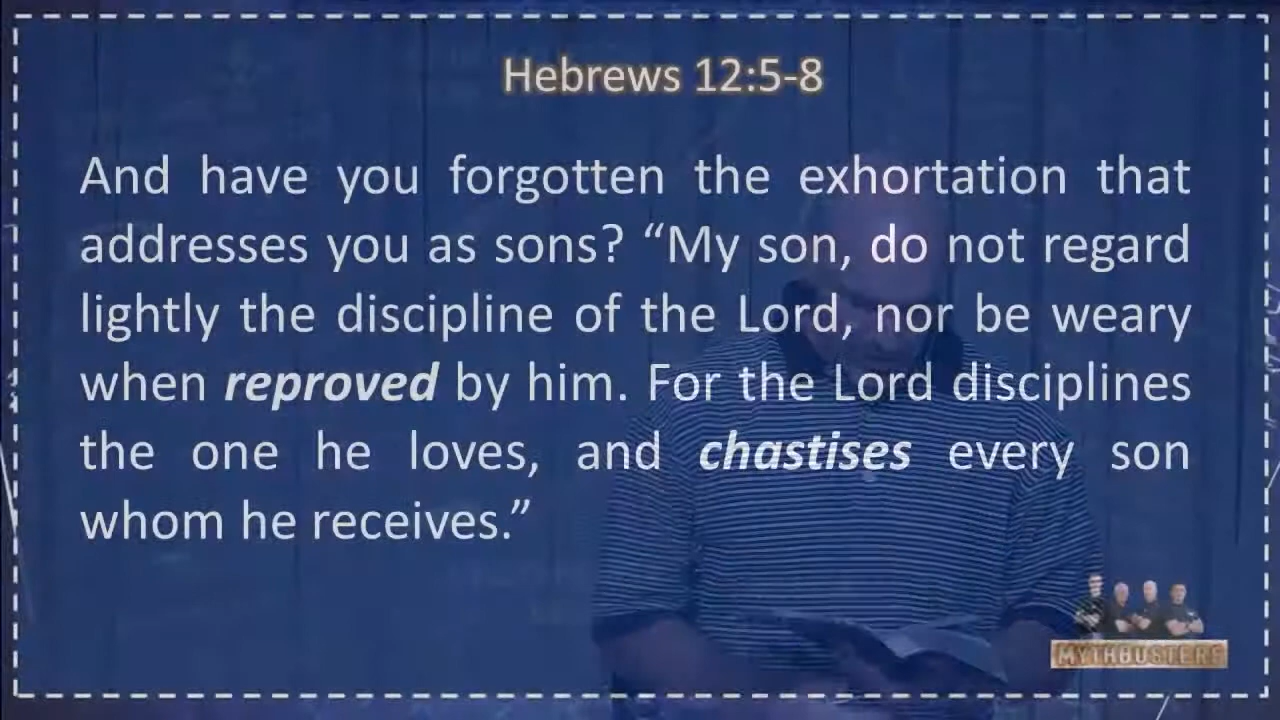 Hebrews 12:5-8
And have you forgotten the exhortation that
addresses you as sons? “My son, do not regard
lightly the discipline of the Lord, nor be weary
when reproved by him. For the Lord disciplines
the one he loves, and chastises every son
whom he receives.”
MYTHBUSTERS